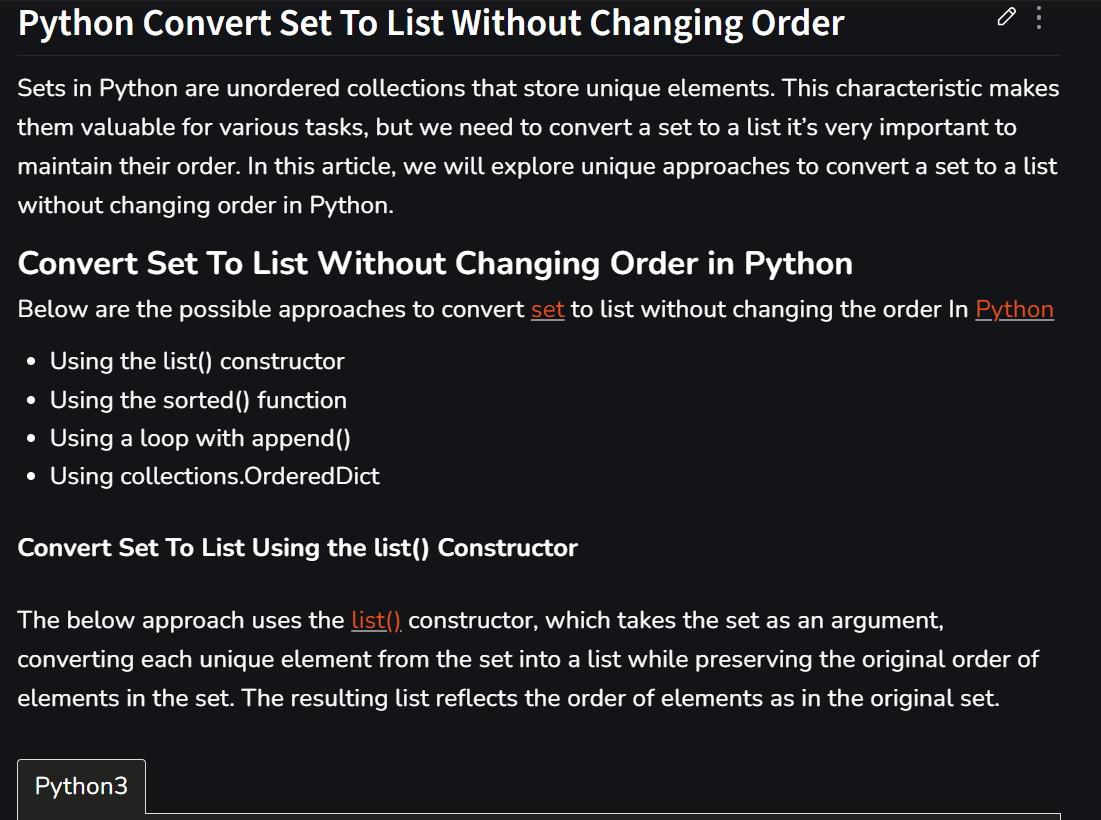 Python Convert Set To List Without Changing Order
Sets in Python are unordered collections that store unique elements. This characteristic makes
them valuable for various tasks, but we need to convert a set to a list it’s very important to
maintain their order. In this article, we will explore unique approaches to convert a set to a list
without changing order in Python.
Convert Set To List Without Changing Order in Python
Below are the possible approaches to convert set to list without changing the order In Python
• Using the list() constructor
• Using the sorted() function
• Using a loop with append()
• Using collections.OrderedDict
Convert Set To List Using the list() Constructor
The below approach uses the list() constructor, which takes the set as an argument,
converting each unique element from the set into a list while preserving the original order of
elements in the set. The resulting list reflects the order of elements as in the original set.
Python3